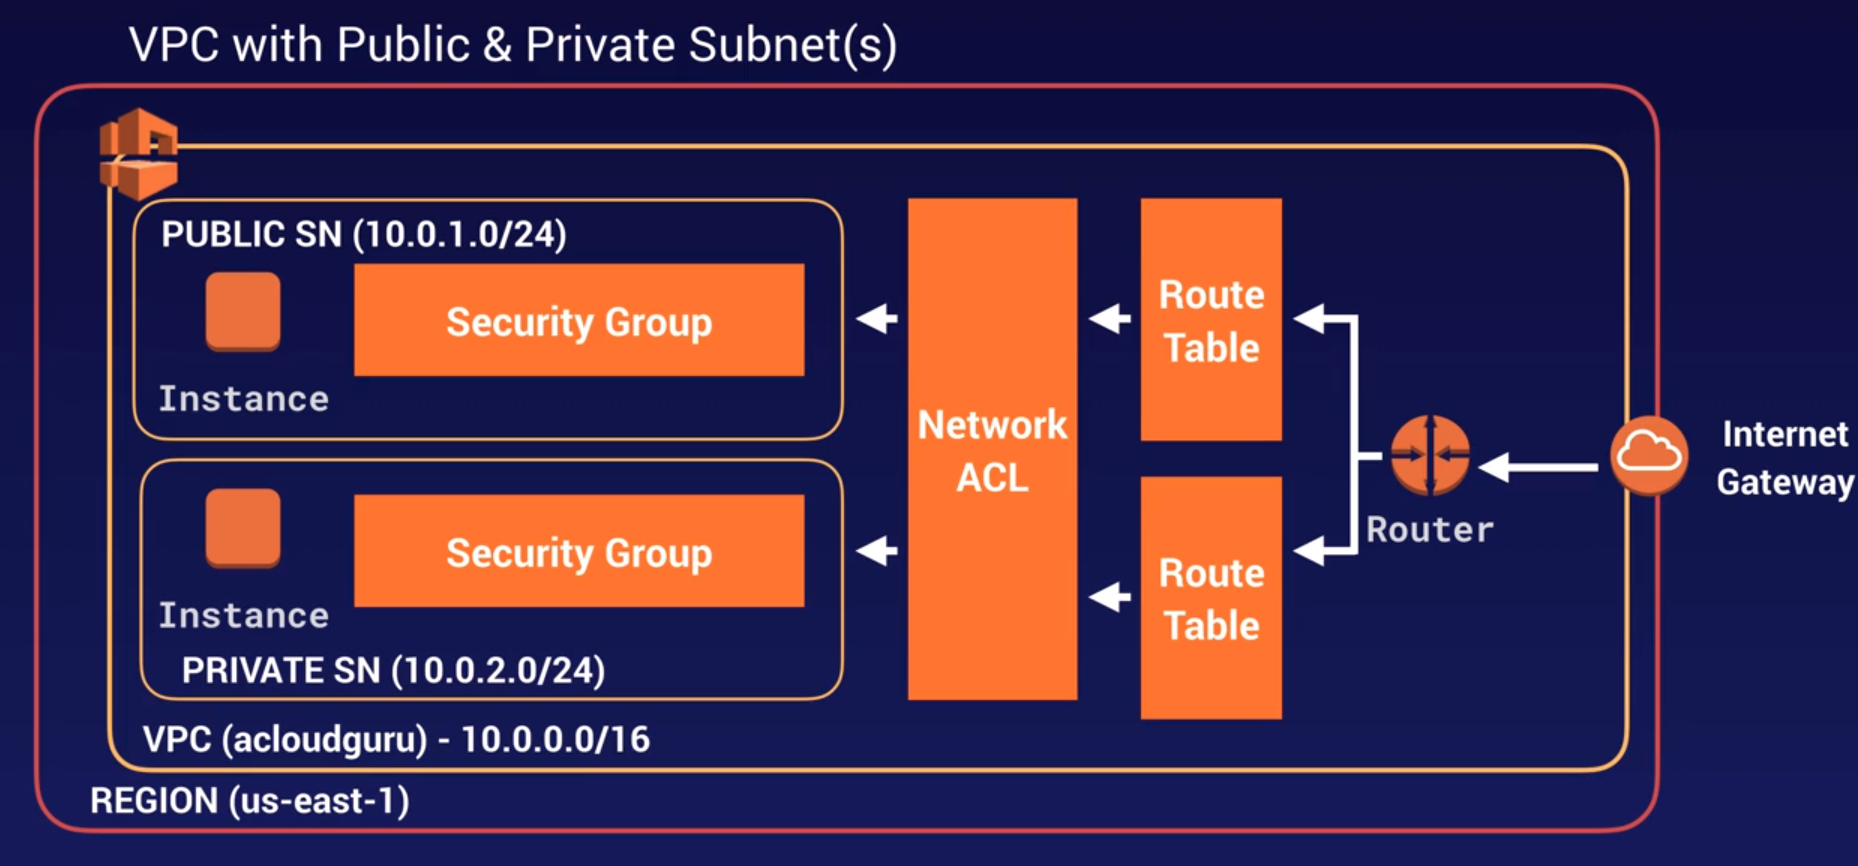 VPC with Public & Private Subnet(s)
PUBLIC SN (10.0.1.0/24)
Security Group
Instance
Security Group
Instance
PRIVATE SN (10.0.2.0/24)
VPC (acloudguru) - 10.0.0.0/16
REGION (us-east-1)
Network
ACL
Route
Table
Route
Table
Router
Internet
Gateway